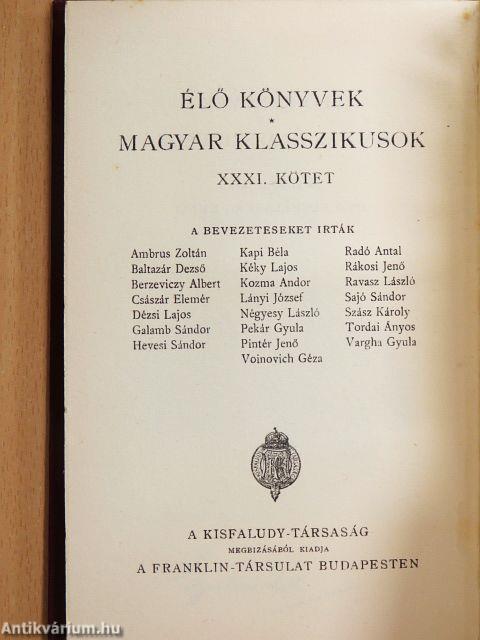 ÉLŐ KÖNYVEK
*
MAGYAR KLASSZIKUSOK
XXXI. KÖTET
A BEVEZETÉSEKET IRTÁK
Ambrus Zoltán
Baltazár Dezső
Berzeviczy Albert
Császár Elemér
Dézsi Lajos
Galamb Sándor
Hevesi Sándor
Kapi Béla
Kéky Lajos
Kozma Andor
Lányi József
Négyesy László
Pekár Gyula
Pintér Jenő
Voinovich Géza
Radó Antal
Rákosi Jenő
Ravasz László
Sajó Sándor
Szász Károly
Tordai Ányos
Vargha Gyula
A KISFALUDY-TÁRSASÁG
MEGBIZÁSÁBÓL KIADJA
A FRANKLIN-TÁRSULAT BUDAPESTEN
Antikvárium.hu